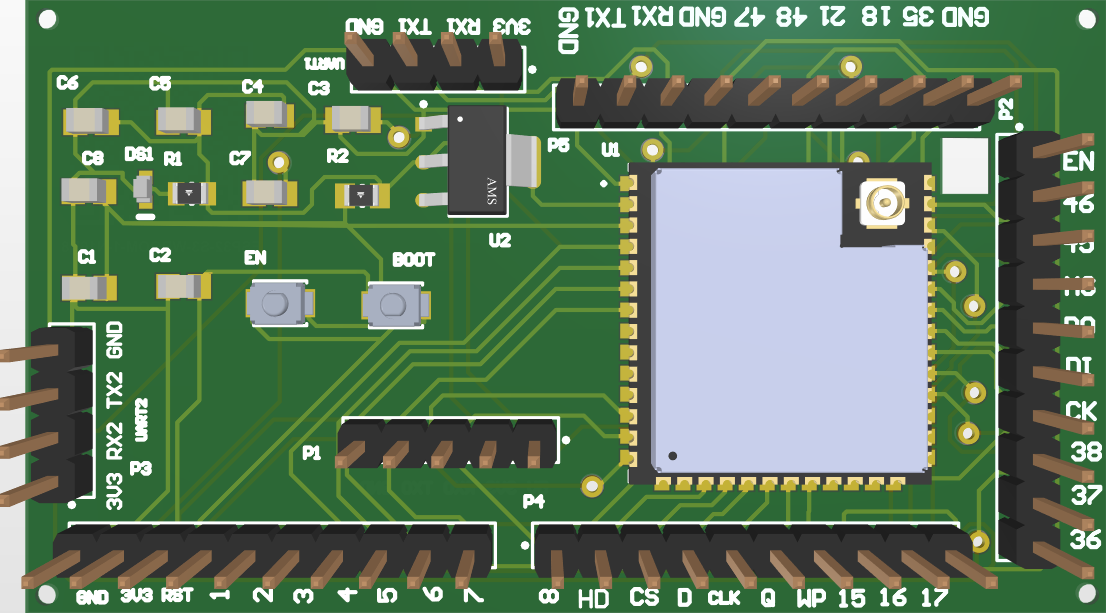 GND TX1 RX1 3V3
UART1
GND TX1 RX1 GND 47 48 21 18 35 GND
C6 C5 C4 C3
P2
P5
U1
C8 DS1 R1 C7 R2
AMS
U2
EN
46
45
C1 C2 EN BOOT
DI
CK
38
37
36
3V3 RX2 TX2 GND
UART2
P3
P1
P4
GND 3V3 RST 1 2 3 4 5 6 7 8 HD CS D CLK Q WP 15 16 17